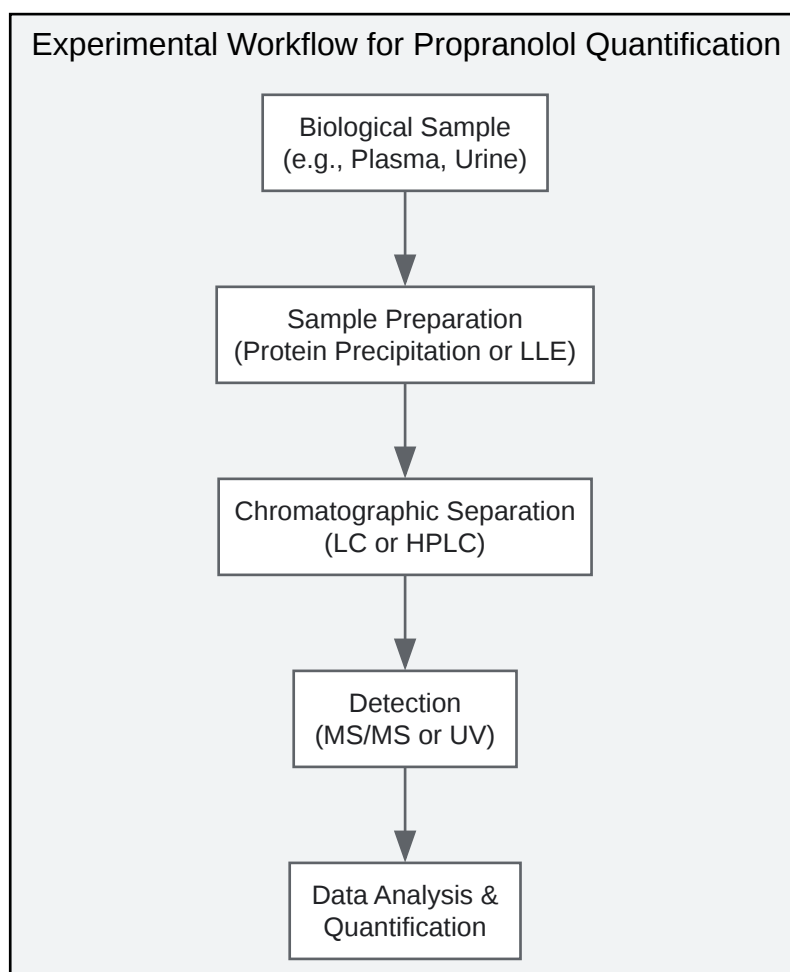 Experimental Workflow for Propranolol Quantification
Biological Sample
(e.g., Plasma, Urine)
Sample Preparation
(Protein Precipitation or LLE)
Chromatographic Separation
(LC or HPLC)
Detection
(MS/MS or UV)
Data Analysis &
Quantification